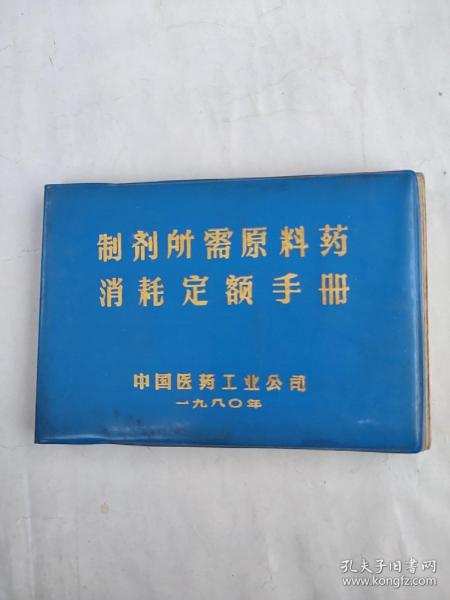 制剂所需原料药
消耗定额手册
中国医药工业公司
一九八〇年
孔夫子旧书网
www.kongfz.com